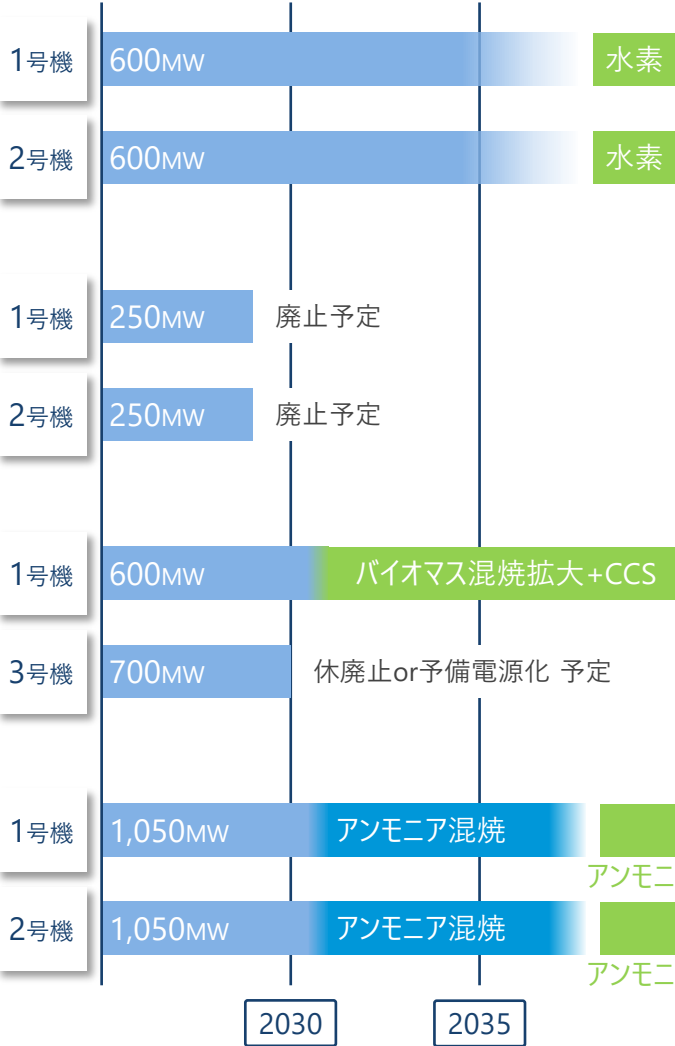 1号機 600MW 水素
2号機 600MW 水素
1号機 250MW 廃止予定
2号機 250MW 廃止予定
1号機 600MW バイオマス混焼拡大+CCS
3号機 700MW 休廃止or予備電源化 予定
1号機 1,050MW アンモニア混焼
アンモニ
2号機 1,050MW アンモニア混焼
アンモニ
2030 2035